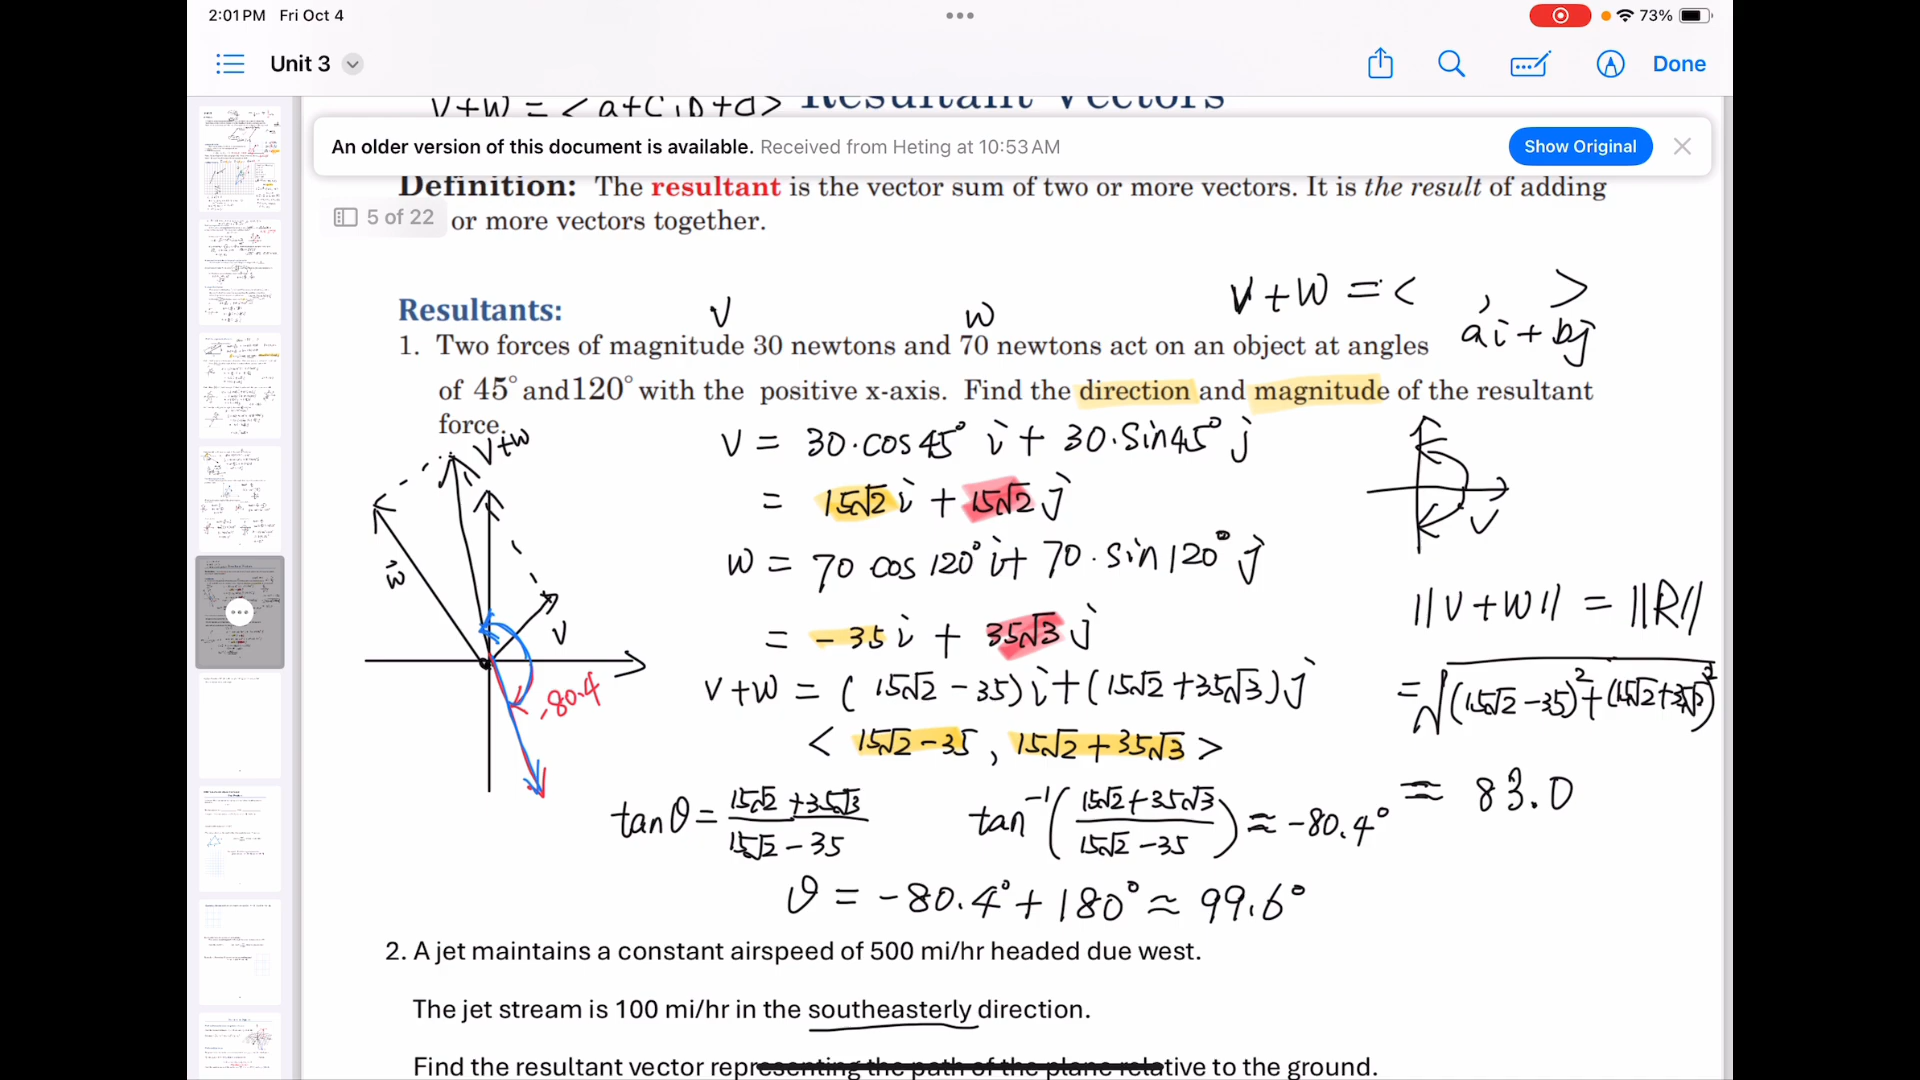 2:01 PM Fri Oct 4
73%
Unit 3
Done
V+W = < a+c, b+d > Resultant Vectors
An older version of this document is available. Received from Heting at 10:53 AM
Show Original
Definition: The resultant is the vector sum of two or more vectors. It is the result of adding
5 of 22
or more vectors together.
V+W = < , >
ai + bj
Resultants:
V
W
1. Two forces of magnitude 30 newtons and 70 newtons act on an object at angles
of 45° and 120° with the positive x-axis. Find the direction and magnitude of the resultant
force.
V+W
W
V
-80.4
V
V = 30·cos45° i + 30·Sin45° j
= 15√2 i + 15√2 j
W = 70 cos 120° i + 70·sin120° j
= -35 i + 35√3 j
V+W = (15√2 - 35)i + (15√2 + 35√3)j
< 15√2 - 35, 15√2 + 35√3 >
||V+W|| = ||R||
= √(15√2 - 35)² + (15√2 + 35√3)²
≈ 83.0
tanθ = 15√2 + 35√3 / 15√2 - 35
tan⁻¹( 15√2 + 35√3 / 15√2 - 35 ) ≈ -80.4°
θ = -80.4° + 180° ≈ 99.6°
2. A jet maintains a constant airspeed of 500 mi/hr headed due west.
The jet stream is 100 mi/hr in the southeasterly direction.
Find the resultant vector representing the path of the plane relative to the ground.